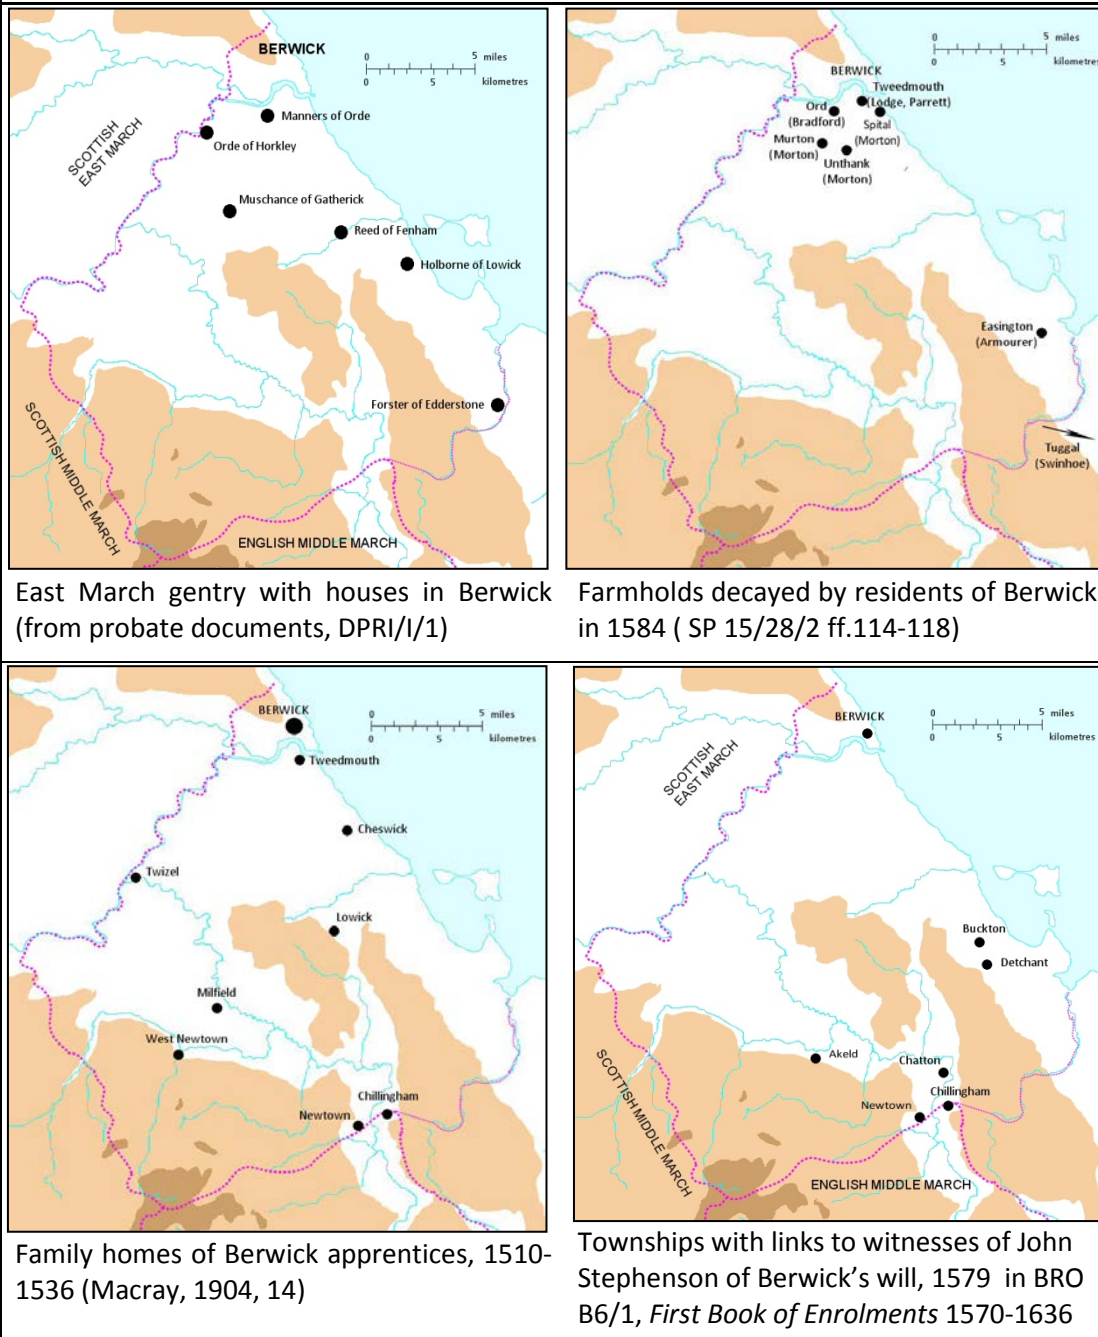 BERWICK
0 5 miles
0 5 kilometres
Manners of Orde
Orde of Horkley
SCOTTISH
EAST MARCH
Muschance of Gatherick
Reed of Fenham
Holborne of Lowick
Forster of Edderstone
SCOTTISH MIDDLE MARCH
ENGLISH MIDDLE MARCH
East March gentry with houses in Berwick
(from probate documents, DPRI/I/1)
0 5 miles
0 5 kilometres
BERWICK
Tweedmouth
(Lodge, Parrett)
Ord
(Bradford)
Spital
(Morton)
Murton
(Morton)
Unthank
(Morton)
Easington
(Armourer)
Tuggal
(Swinhoe)
Farmholds decayed by residents of Berwick
in 1584 ( SP 15/28/2 ff.114-118)
BERWICK
0 5 miles
0 5 kilometres
Tweedmouth
Cheswick
Twizel
Lowick
Milfield
West Newtown
Chillingham
Newtown
Family homes of Berwick apprentices, 1510-
1536 (Macray, 1904, 14)
BERWICK
0 5 miles
0 5 kilometres
SCOTTISH
EAST MARCH
Buckton
Detchant
Akeld
Chatton
Chillingham
Newtown
SCOTTISH MIDDLE MARCH
ENGLISH MIDDLE MARCH
Townships with links to witnesses of John
Stephenson of Berwick’s will, 1579 in BRO
B6/1, First Book of Enrolments 1570-1636